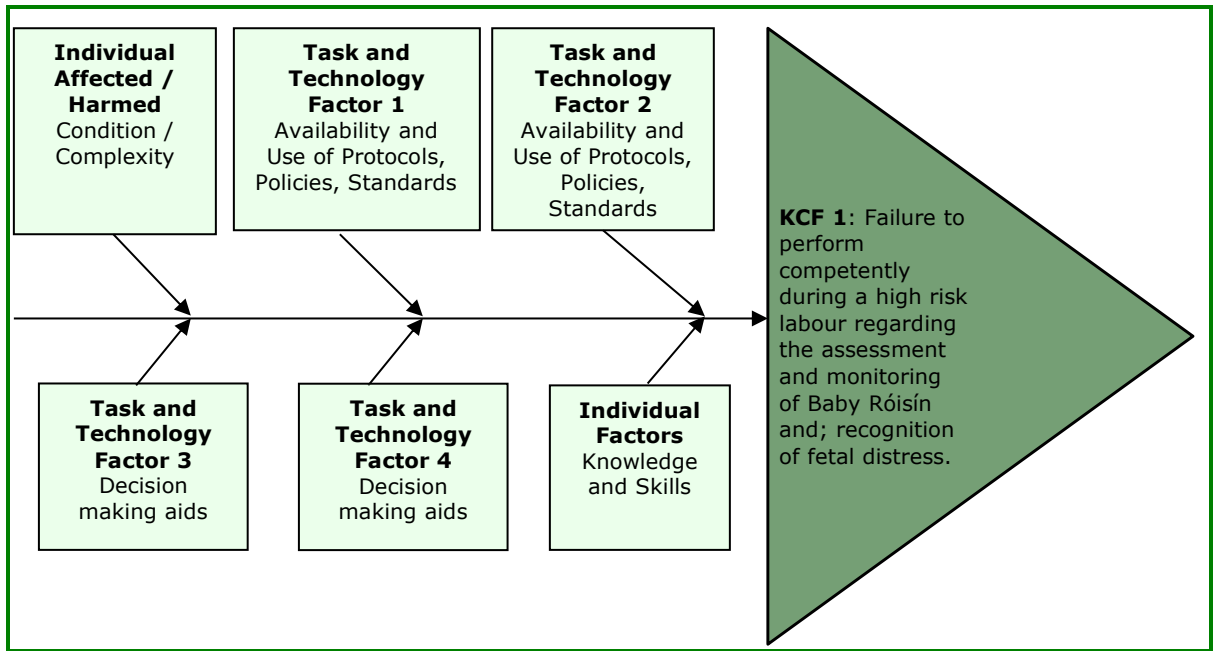 Individual
Affected /
Harmed
Condition /
Complexity
Task and
Technology
Factor 1
Availability and
Use of Protocols,
Policies, Standards
Task and
Technology
Factor 2
Availability and
Use of Protocols,
Policies,
Standards
KCF 1: Failure to
perform
competently
during a high risk
labour regarding
the assessment
and monitoring
of Baby Róisín
and; recognition
of fetal distress.
Task and
Technology
Factor 3
Decision
making aids
Task and
Technology
Factor 4
Decision
making aids
Individual
Factors
Knowledge
and Skills